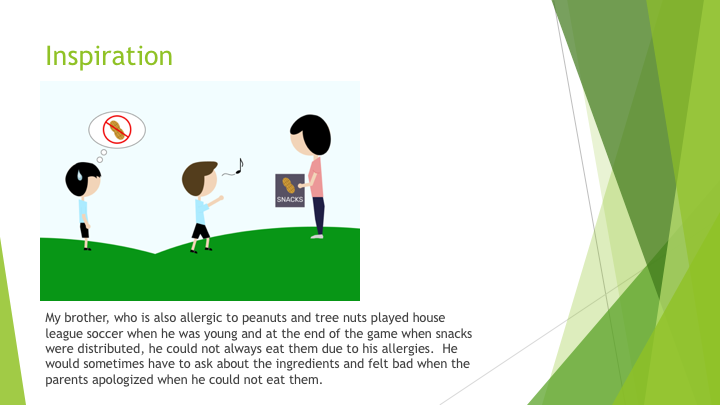 Inspiration
SNACKS
My brother, who is also allergic to peanuts and tree nuts played house
league soccer when he was young and at the end of the game when snacks
were distributed, he could not always eat them due to his allergies.  He
would sometimes have to ask about the ingredients and felt bad when the
parents apologized when he could not eat them.